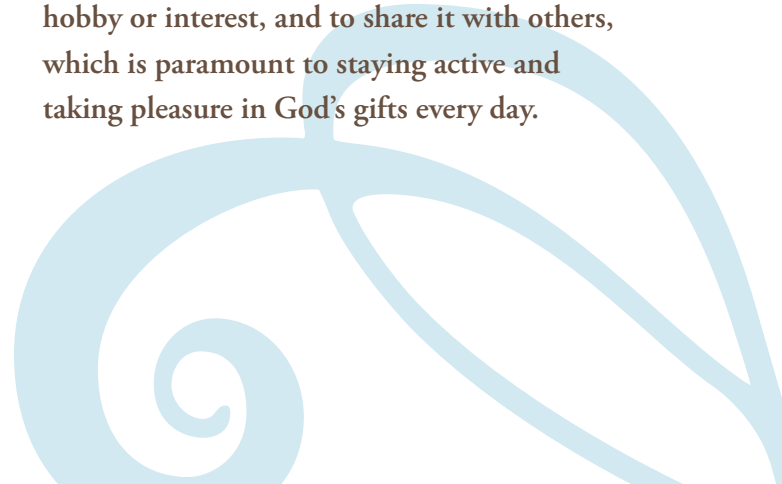 hobby or interest, and to share it with others,
which is paramount to staying active and
taking pleasure in God’s gifts every day.